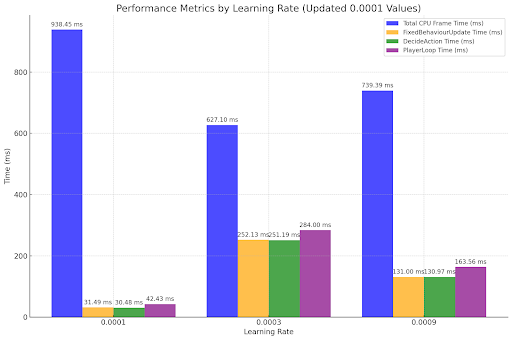 Performance Metrics by Learning Rate (Updated 0.0001 Values)
Total CPU Frame Time (ms)
FixedBehaviourUpdate Time (ms)
DecideAction Time (ms)
PlayerLoop Time (ms)
938.45 ms
31.49 ms
30.48 ms
42.43 ms
627.10 ms
252.13 ms
251.19 ms
284.00 ms
739.39 ms
131.00 ms
130.97 ms
163.56 ms
Time (ms)
800
600
400
200
0
0.0001
0.0003
0.0009
Learning Rate